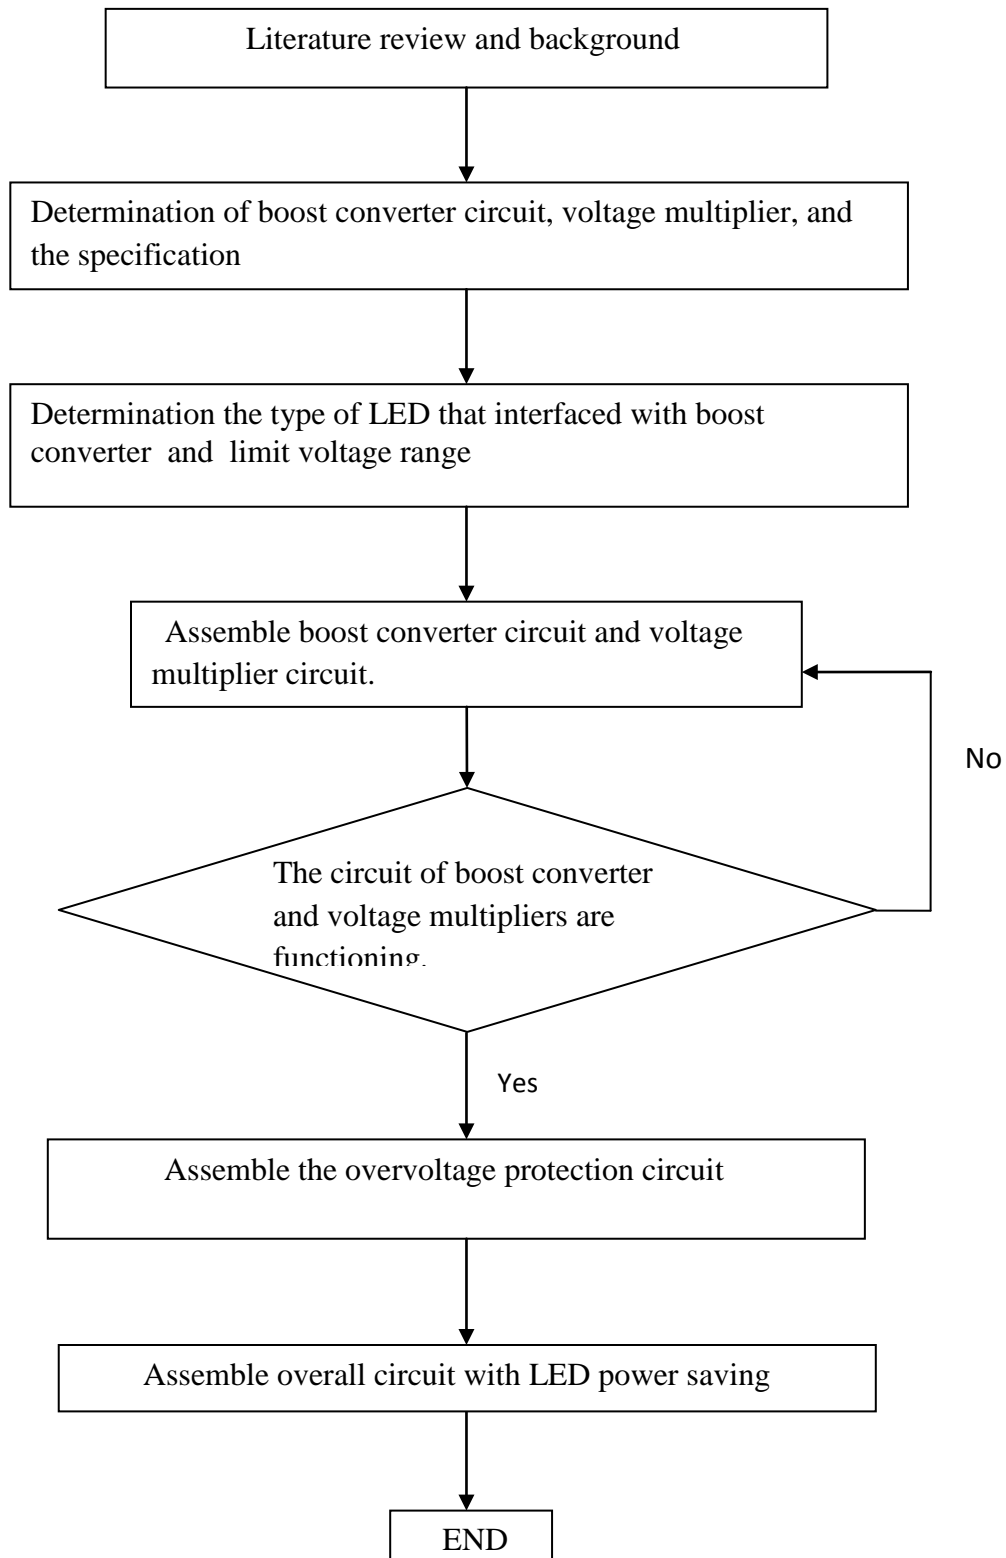 Literature review and background
Determination of boost converter circuit, voltage multiplier, and
the specification
Determination the type of LED that interfaced with boost
converter and limit voltage range
Assemble boost converter circuit and voltage
multiplier circuit.
No
The circuit of boost converter
and voltage multipliers are
functioning.
Yes
Assemble the overvoltage protection circuit
Assemble overall circuit with LED power saving
END